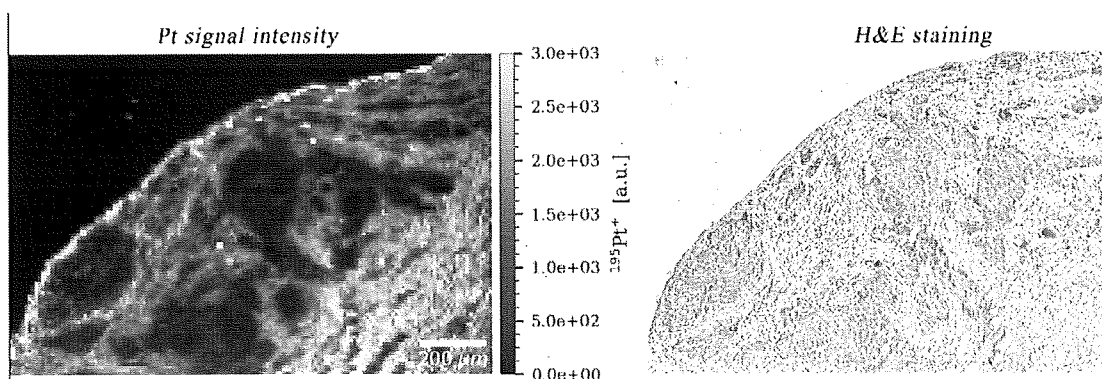 Pt signal intensity
H&E staining
3.0e+03
2.5e+03
2.0e+03
1.5e+03
1.0e+03
5.0e+02
0.0e+00
¹⁹⁵Pt⁺ [a.u.]
200 μm